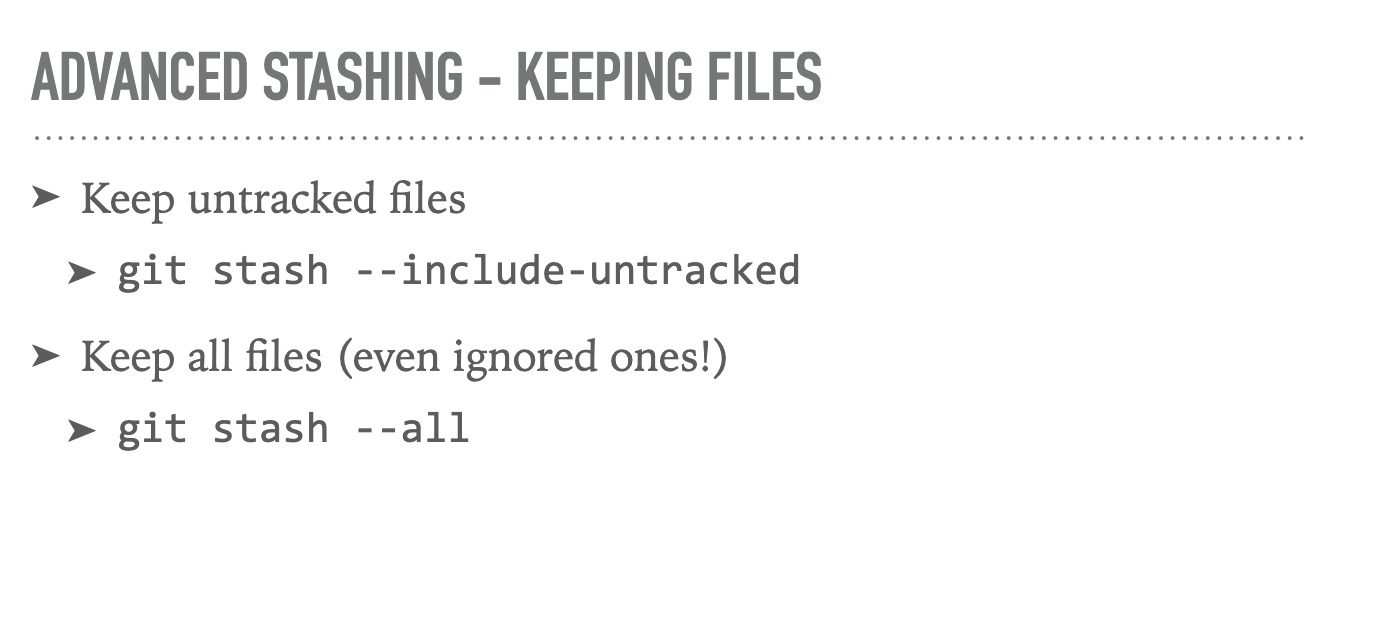 ADVANCED STASHING – KEEPING FILES
➤ Keep untracked files
➤ git stash --include-untracked
➤ Keep all files (even ignored ones!)
➤ git stash --all